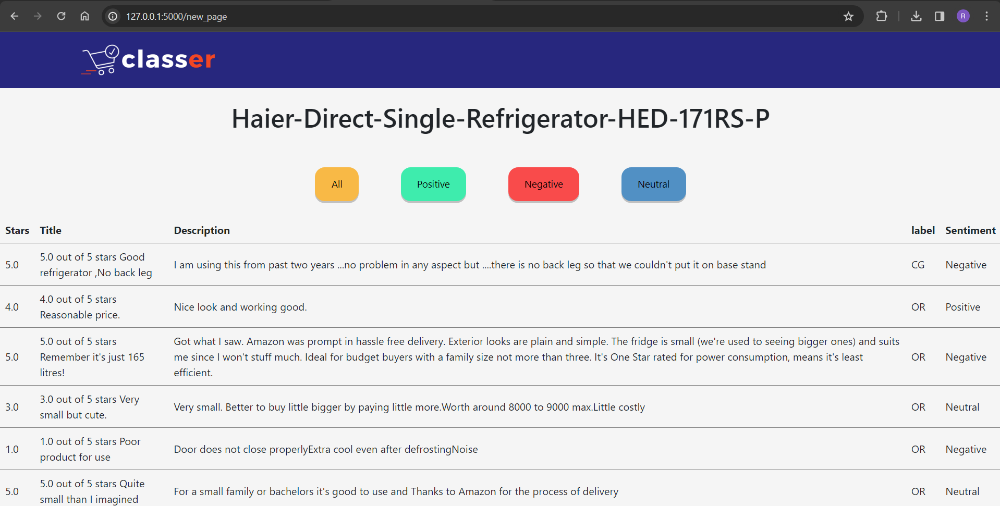 127.0.0.1:5000/new_page
R
classer
Haier-Direct-Single-Refrigerator-HED-171RS-P
All
Positive
Negative
Neutral
Stars Title Description label Sentiment
5.0 out of 5 stars Good
5.0 I am using this from past two years ...no problem in any aspect but ....there is no back leg so that we couldn't put it on base stand CG Negative
refrigerator ,No back leg
4.0 out of 5 stars
4.0 Nice look and working good. OR Positive
Reasonable price.
5.0 out of 5 stars Got what I saw. Amazon was prompt in hassle free delivery. Exterior looks are plain and simple. The fridge is small (we're used to seeing bigger ones) and suits
5.0 Remember it's just 165 me since I won't stuff much. Ideal for budget buyers with a family size not more than three. It's One Star rated for power consumption, means it's least OR Negative
litres! efficient.
3.0 out of 5 stars Very
3.0 Very small. Better to buy little bigger by paying little more.Worth around 8000 to 9000 max.Little costly OR Neutral
small but cute.
1.0 out of 5 stars Poor
1.0 Door does not close properlyExtra cool even after defrostingNoise OR Negative
product for use
5.0 out of 5 stars Quite
5.0 For a small family or bachelors it's good to use and Thanks to Amazon for the process of delivery OR Neutral
small than I imagined